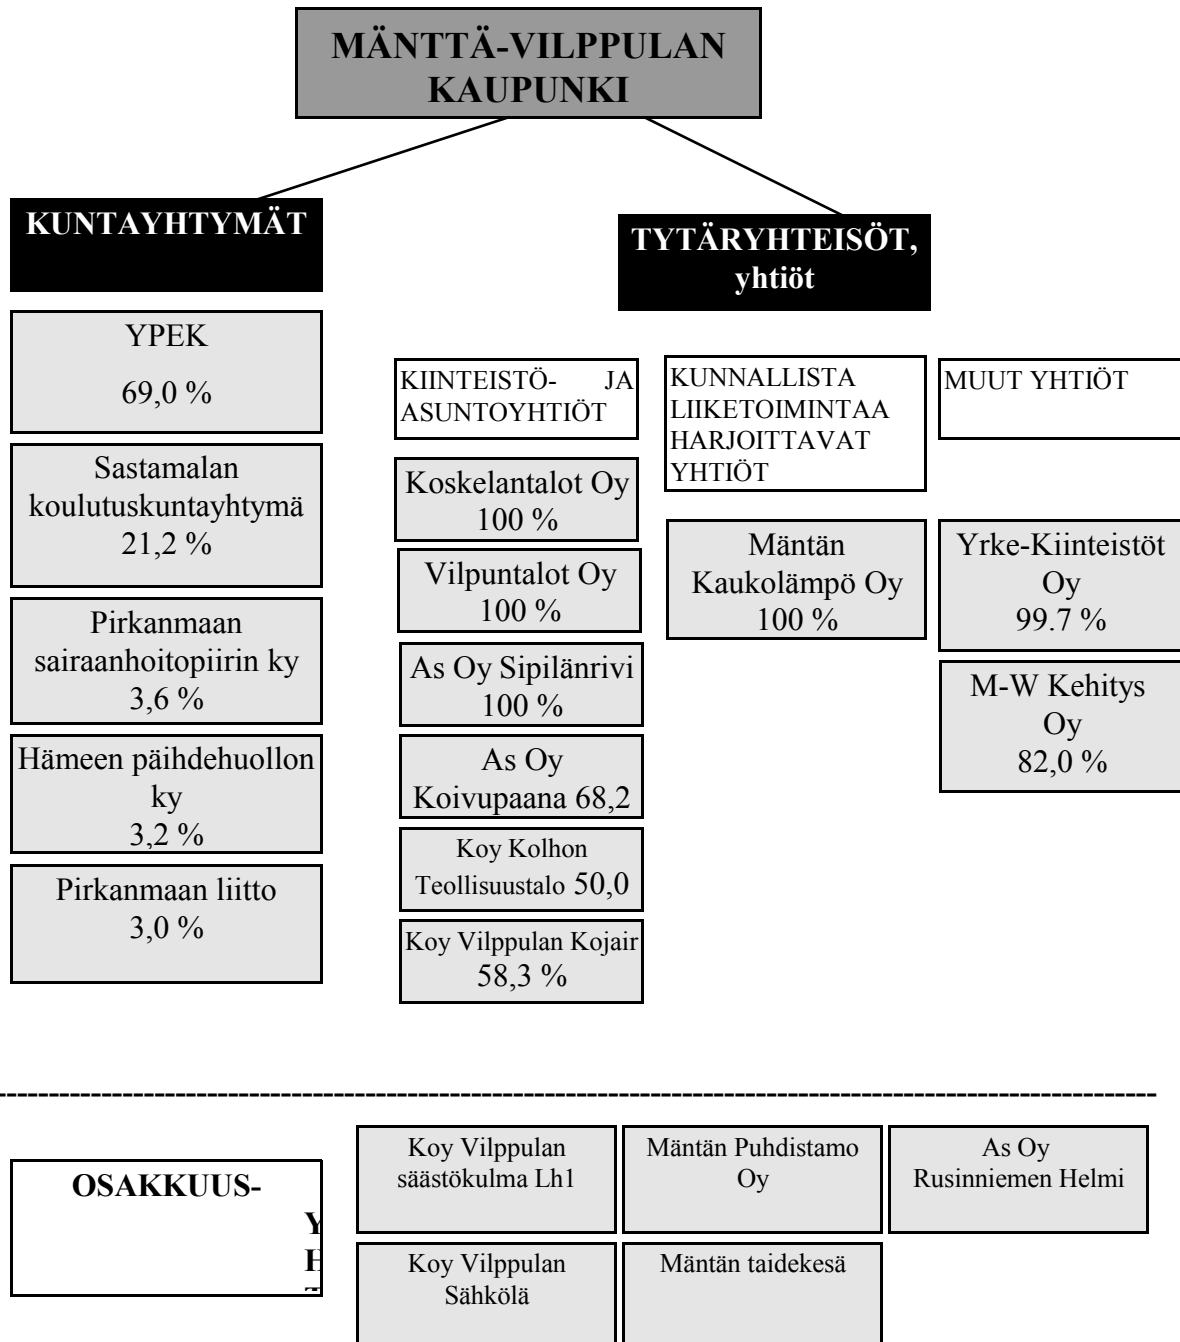 MÄNTTÄ-VILPPULAN
KAUPUNKI
KUNTAYHTYMÄT
YPEK
69,0 %
Sastamalan
koulutuskuntayhtymä
21,2 %
Pirkanmaan
sairaanhoitopiirin ky
3,6 %
Hämeen päihdehuollon
ky
3,2 %
Pirkanmaan liitto
3,0 %
TYTÄRYHTEISÖT,
yhtiöt
KIINTEISTÖ- JA
ASUNTOYHTIÖT
Koskelantalot Oy
100 %
Vilpuntalot Oy
100 %
As Oy Sipilänrivi
100 %
As Oy
Koivupaana 68,2
Koy Kolhon
Teollisuustalo 50,0
Koy Vilppulan Kojair
58,3 %
KUNNALLISTA
LIIKETOIMINTAA
HARJOITTAVAT
YHTIÖT
Mäntän
Kaukolämpö Oy
100 %
MUUT YHTIÖT
Yrke-Kiinteistöt
Oy
99.7 %
M-W Kehitys
Oy
82,0 %
OSAKKUUS-
Y
H
Koy Vilppulan
säästökulma Lh1
Mäntän Puhdistamo
Oy
As Oy
Rusinniemen Helmi
Koy Vilppulan
Sähkölä
Mäntän taidekesä